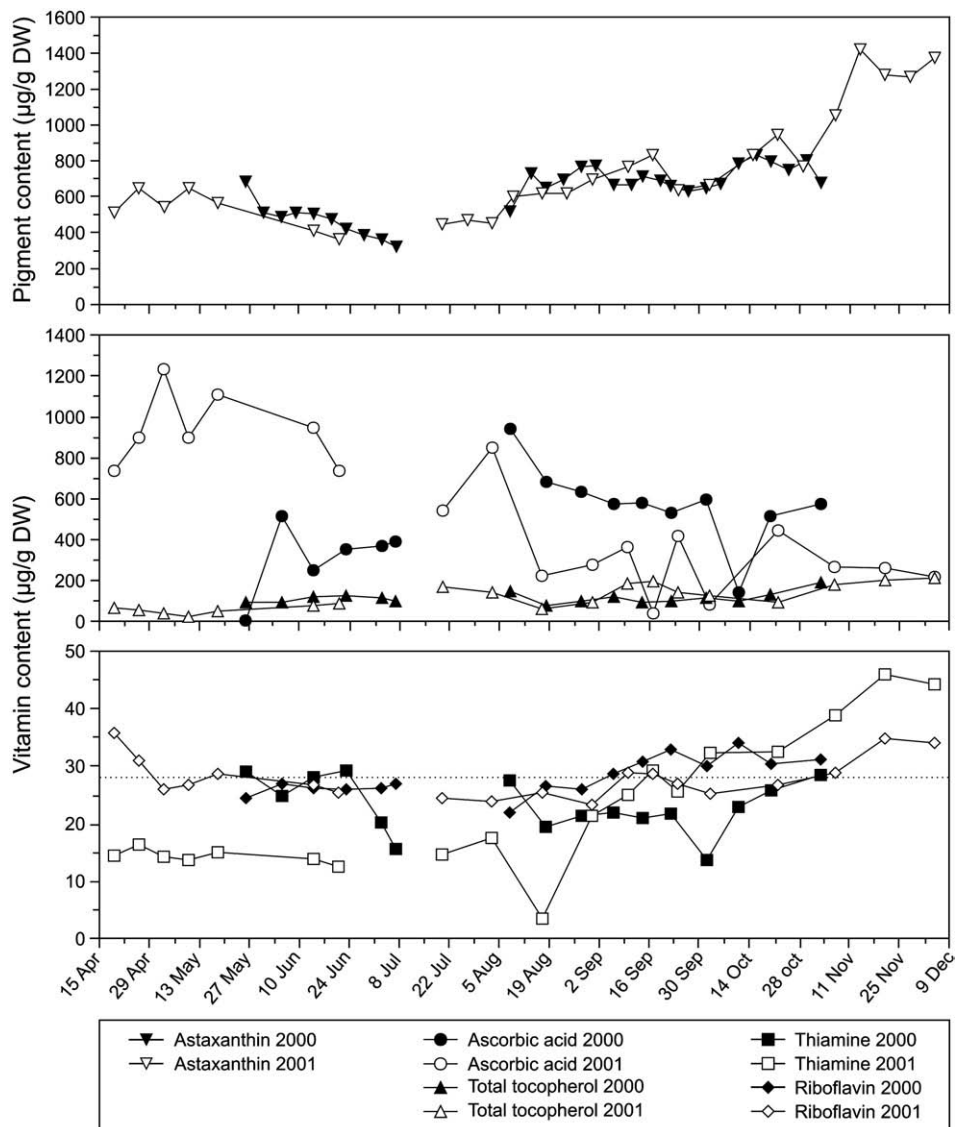 Pigment content (µg/g DW)
1600
1400
1200
1000
800
600
400
200
0
Vitamin content (µg/g DW)
1400
1200
1000
800
600
400
200
0
50
40
30
20
10
0
15 Apr
29 Apr
13 May
27 May
10 Jun
24 Jun
8 Jul
22 Jul
5 Aug
19 Aug
2 Sep
16 Sep
30 Sep
14 Oct
28 Oct
11 Nov
25 Nov
9 Dec
Astaxanthin 2000
Astaxanthin 2001
Ascorbic acid 2000
Ascorbic acid 2001
Total tocopherol 2000
Total tocopherol 2001
Thiamine 2000
Thiamine 2001
Riboflavin 2000
Riboflavin 2001